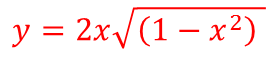 y = 2x√(1 − x²)